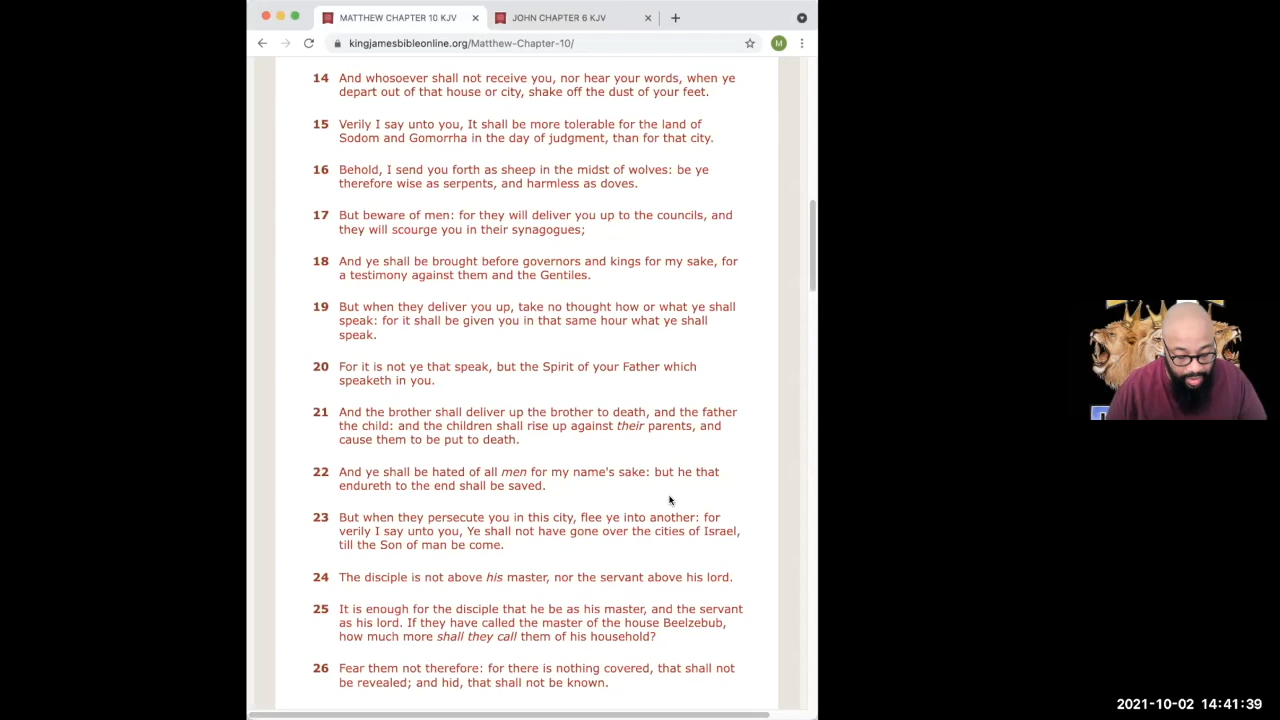 MATTHEW CHAPTER 10 KJV
JOHN CHAPTER 6 KJV
kingjamesbibleonline.org/Matthew-Chapter-10/
M
14 And whosoever shall not receive you, nor hear your words, when ye
depart out of that house or city, shake off the dust of your feet.
15 Verily I say unto you, It shall be more tolerable for the land of
Sodom and Gomorrha in the day of judgment, than for that city.
16 Behold, I send you forth as sheep in the midst of wolves: be ye
therefore wise as serpents, and harmless as doves.
17 But beware of men: for they will deliver you up to the councils, and
they will scourge you in their synagogues;
18 And ye shall be brought before governors and kings for my sake, for
a testimony against them and the Gentiles.
19 But when they deliver you up, take no thought how or what ye shall
speak: for it shall be given you in that same hour what ye shall
speak.
20 For it is not ye that speak, but the Spirit of your Father which
speaketh in you.
21 And the brother shall deliver up the brother to death, and the father
the child: and the children shall rise up against their parents, and
cause them to be put to death.
22 And ye shall be hated of all men for my name's sake: but he that
endureth to the end shall be saved.
23 But when they persecute you in this city, flee ye into another: for
verily I say unto you, Ye shall not have gone over the cities of Israel,
till the Son of man be come.
24 The disciple is not above his master, nor the servant above his lord.
25 It is enough for the disciple that he be as his master, and the servant
as his lord. If they have called the master of the house Beelzebub,
how much more shall they call them of his household?
26 Fear them not therefore: for there is nothing covered, that shall not
be revealed; and hid, that shall not be known.
2021-10-02 14:41:39